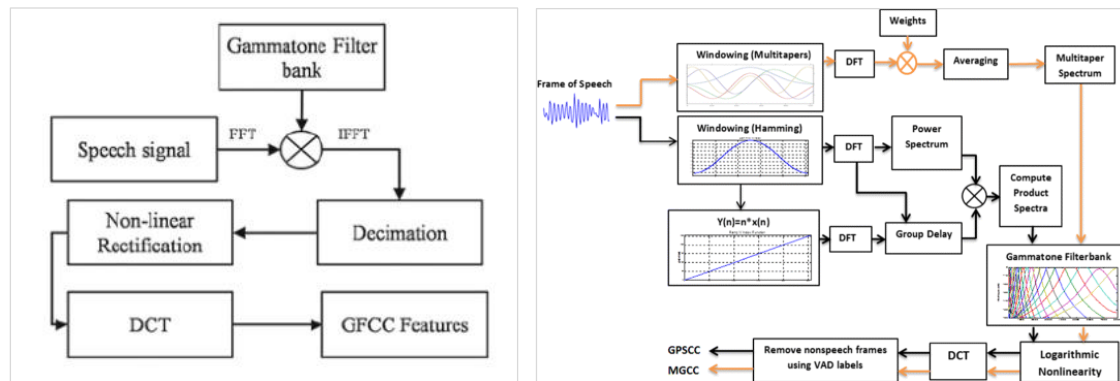 Gammatone Filter
bank
Speech signal
FFT
IFFT
Non-linear
Rectification
Decimation
DCT
GFCC Features
Weights
Windowing (Multitapers)
DFT
Averaging
Multitaper
Spectrum
Frame of Speech
Windowing (Hamming)
DFT
Power
Spectrum
Compute
Product
Spectra
Y(n)=n*x(n)
DFT
Group Delay
Gammatone Filterbank
GPSCC
MGCC
Remove nonspeech frames
using VAD labels
DCT
Logarithmic
Nonlinearity